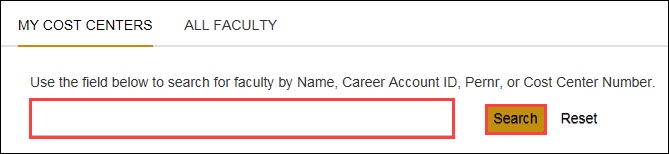 MY COST CENTERS ALL FACULTY
Use the field below to search for faculty by Name, Career Account ID, Pernr, or Cost Center Number.
Search Reset